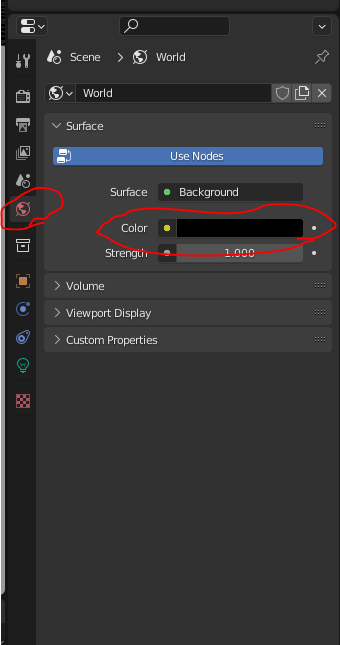 Scene > World
World
Surface
Use Nodes
Surface Background
Color
Strength 1.000
Volume
Viewport Display
Custom Properties